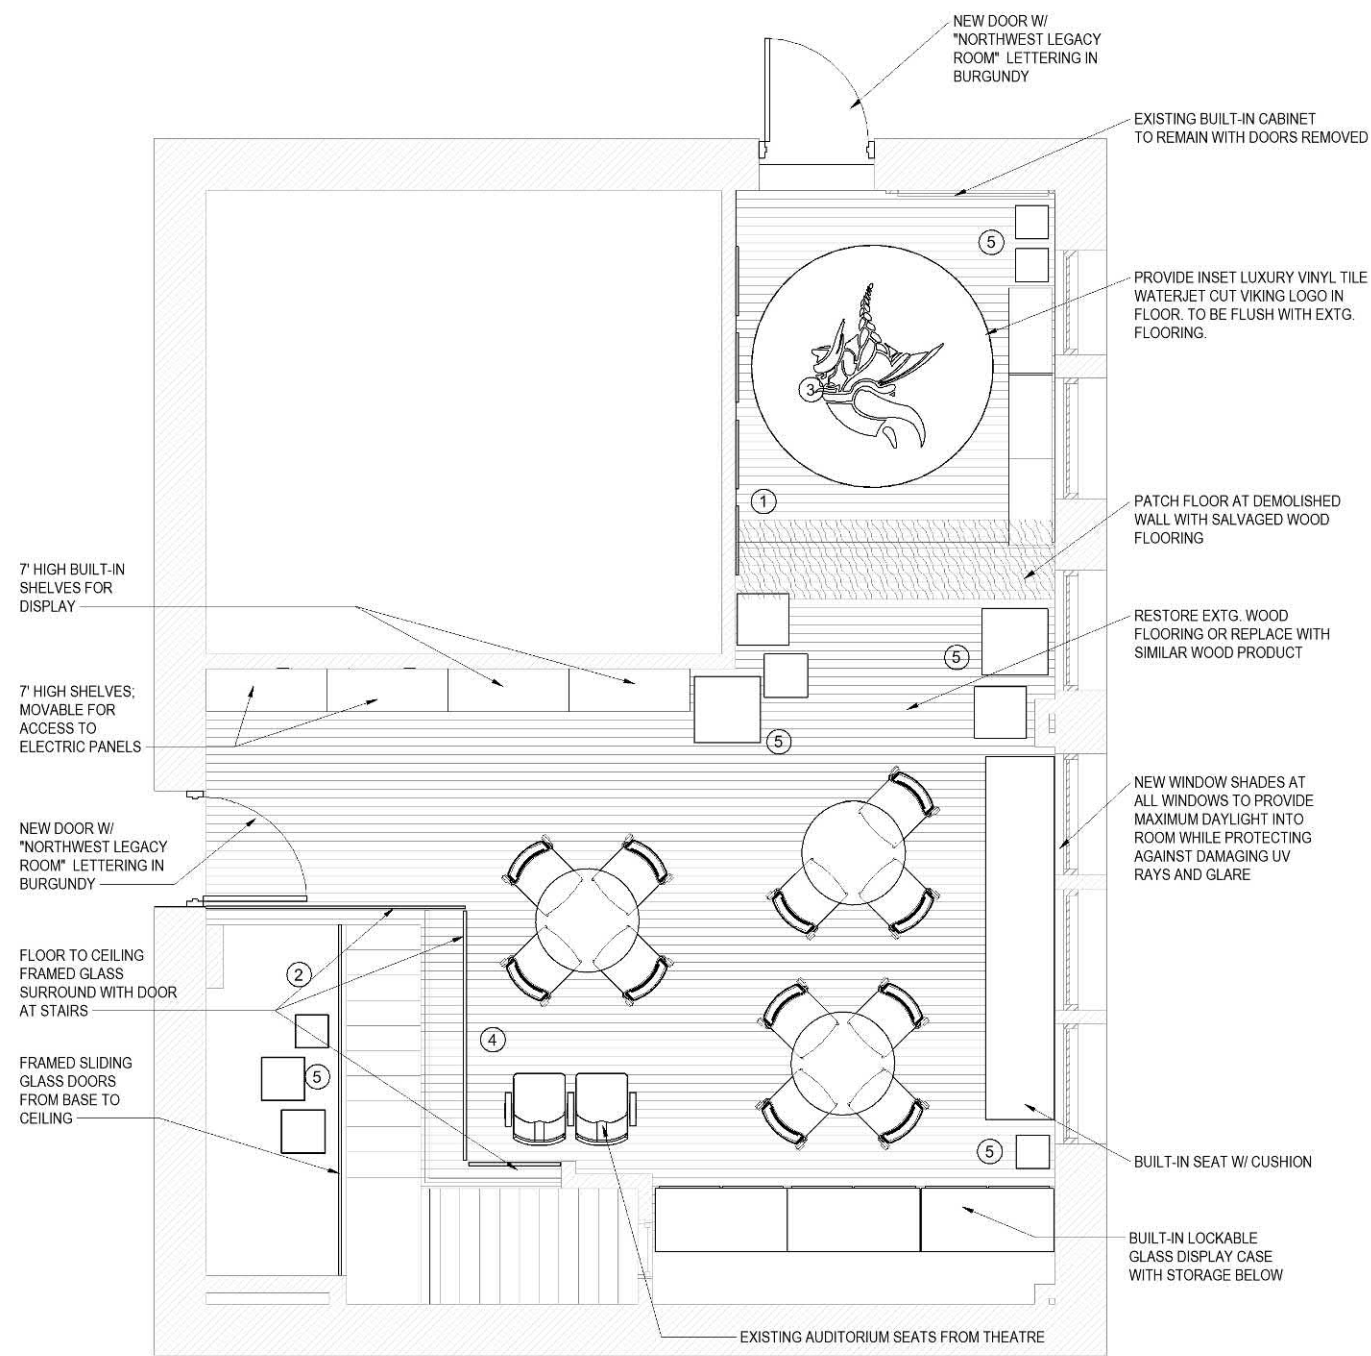 NEW DOOR W/
"NORTHWEST LEGACY
ROOM" LETTERING IN
BURGUNDY
EXISTING BUILT-IN CABINET
TO REMAIN WITH DOORS REMOVED
5
PROVIDE INSET LUXURY VINYL TILE
WATERJET CUT VIKING LOGO IN
FLOOR. TO BE FLUSH WITH EXTG.
FLOORING.
3
1
PATCH FLOOR AT DEMOLISHED
WALL WITH SALVAGED WOOD
FLOORING
7' HIGH BUILT-IN
SHELVES FOR
DISPLAY
RESTORE EXTG. WOOD
FLOORING OR REPLACE WITH
SIMILAR WOOD PRODUCT
5
7' HIGH SHELVES;
MOVABLE FOR
ACCESS TO
ELECTRIC PANELS
5
NEW WINDOW SHADES AT
ALL WINDOWS TO PROVIDE
MAXIMUM DAYLIGHT INTO
ROOM WHILE PROTECTING
AGAINST DAMAGING UV
RAYS AND GLARE
NEW DOOR W/
"NORTHWEST LEGACY
ROOM" LETTERING IN
BURGUNDY
FLOOR TO CEILING
FRAMED GLASS
SURROUND WITH DOOR
AT STAIRS
2
4
FRAMED SLIDING
GLASS DOORS
FROM BASE TO
CEILING
5
5
BUILT-IN SEAT W/ CUSHION
BUILT-IN LOCKABLE
GLASS DISPLAY CASE
WITH STORAGE BELOW
EXISTING AUDITORIUM SEATS FROM THEATRE